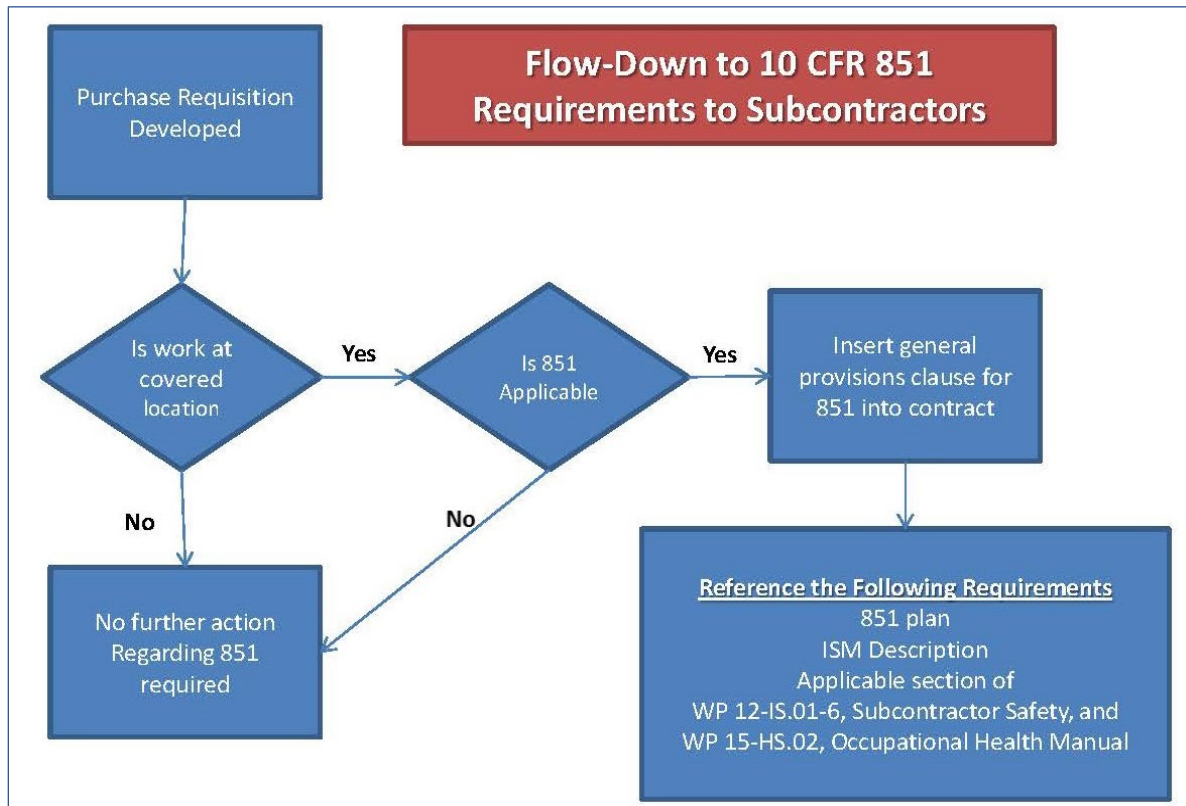 Flow-Down to 10 CFR 851
Requirements to Subcontractors
Purchase Requisition
Developed
Is work at
covered
location
Yes
Is 851
Applicable
Yes
Insert general
provisions clause for
851 into contract
No
No
No further action
Regarding 851
required
Reference the Following Requirements
851 plan
ISM Description
Applicable section of
WP 12-IS.01-6, Subcontractor Safety, and
WP 15-HS.02, Occupational Health Manual